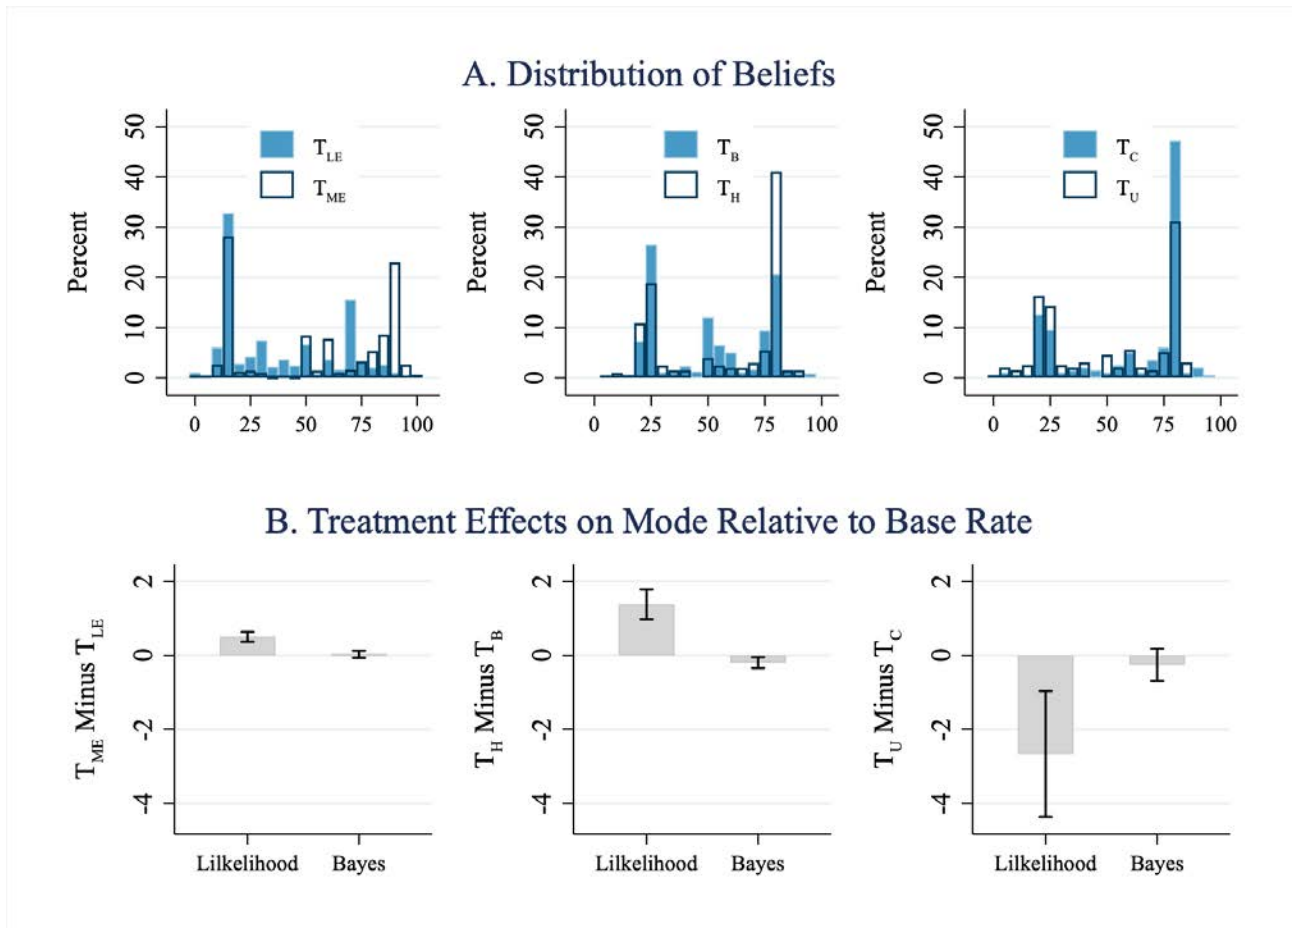 A. Distribution of Beliefs
Percent
50
40
30
20
10
0
T_LE
T_ME
0 25 50 75 100
Percent
50
40
30
20
10
0
T_B
T_H
0 25 50 75 100
Percent
50
40
30
20
10
0
T_C
T_U
0 25 50 75 100
B. Treatment Effects on Mode Relative to Base Rate
T_ME Minus T_LE
2
0
-2
-4
Lilkelihood Bayes
T_H Minus T_B
2
0
-2
-4
Lilkelihood Bayes
T_U Minus T_C
2
0
-2
-4
Lilkelihood Bayes